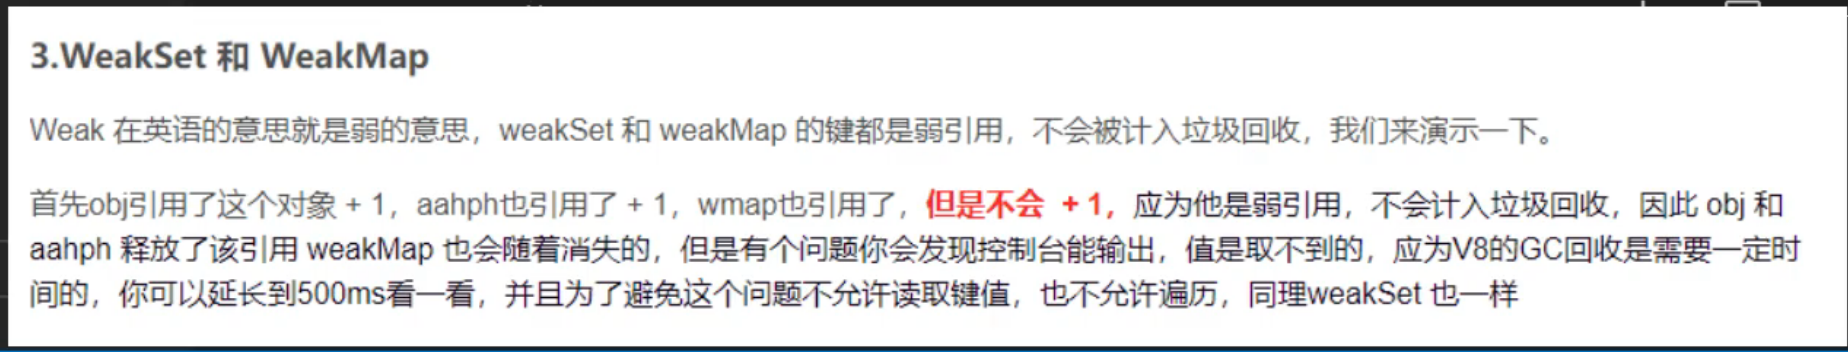 3.WeakSet 和 WeakMap
Weak 在英语的意思就是弱的意思，weakSet 和 weakMap 的键都是弱引用，不会被计入垃圾回收，我们来演示一下。
首先obj引用了这个对象 + 1，aahph也引用了 + 1，wmap也引用了，但是不会 + 1，应为他是弱引用，不会计入垃圾回收，因此 obj 和
aahph 释放了该引用 weakMap 也会随着消失的，但是有个问题你会发现控制台能输出，值是取不到的，应为V8的GC回收是需要一定时
间的，你可以延长到500ms看一看，并且为了避免这个问题不允许读取键值，也不允许遍历，同理weakSet 也一样